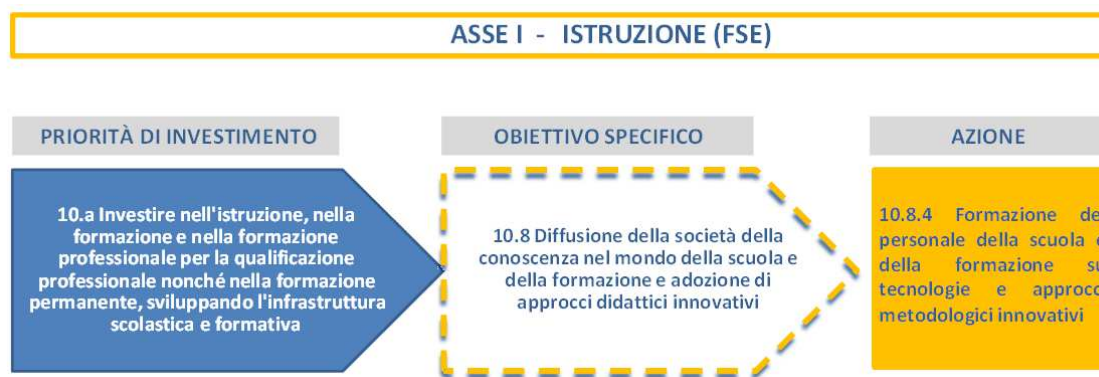 ASSE I - ISTRUZIONE (FSE)
PRIORITÀ DI INVESTIMENTO
10.a Investire nell'istruzione, nella
formazione e nella formazione
professionale per la qualificazione
professionale nonché nella formazione
permanente, sviluppando l'infrastruttura
scolastica e formativa
OBIETTIVO SPECIFICO
10.8 Diffusione della società della
conoscenza nel mondo della scuola e
della formazione e adozione di
approcci didattici innovativi
AZIONE
10.8.4 Formazione de
personale della scuola e
della formazione su
tecnologie e approcc
metodologici innovativi